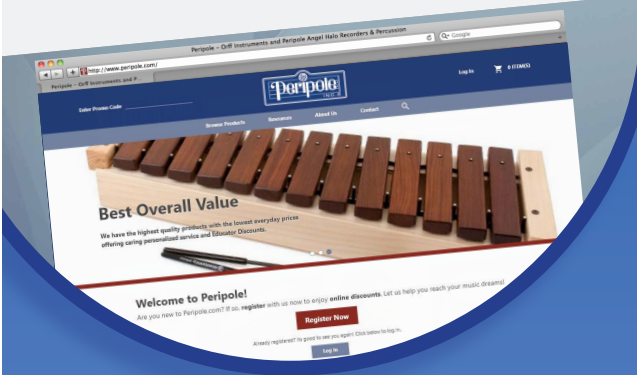 Peripole – Orff Instruments and Peripole Angel Halo Recorders & Percussion
http://www.peripole.com/
Google
Peripole – Orff Instruments and P...
Enter Promo Code
Peripole
Log In
0 ITEM(S)
Browse Products
Resources
About Us
Contact
Best Overall Value
We have the highest quality products with the lowest everyday prices
offering caring personalized service and Educator Discounts.
Welcome to Peripole!
Are you new to Peripole.com? If so, register with us now to enjoy online discounts. Let us help you reach your music dreams!
Register Now
Already registered? Its good to see you again! Click below to log in.
Log In